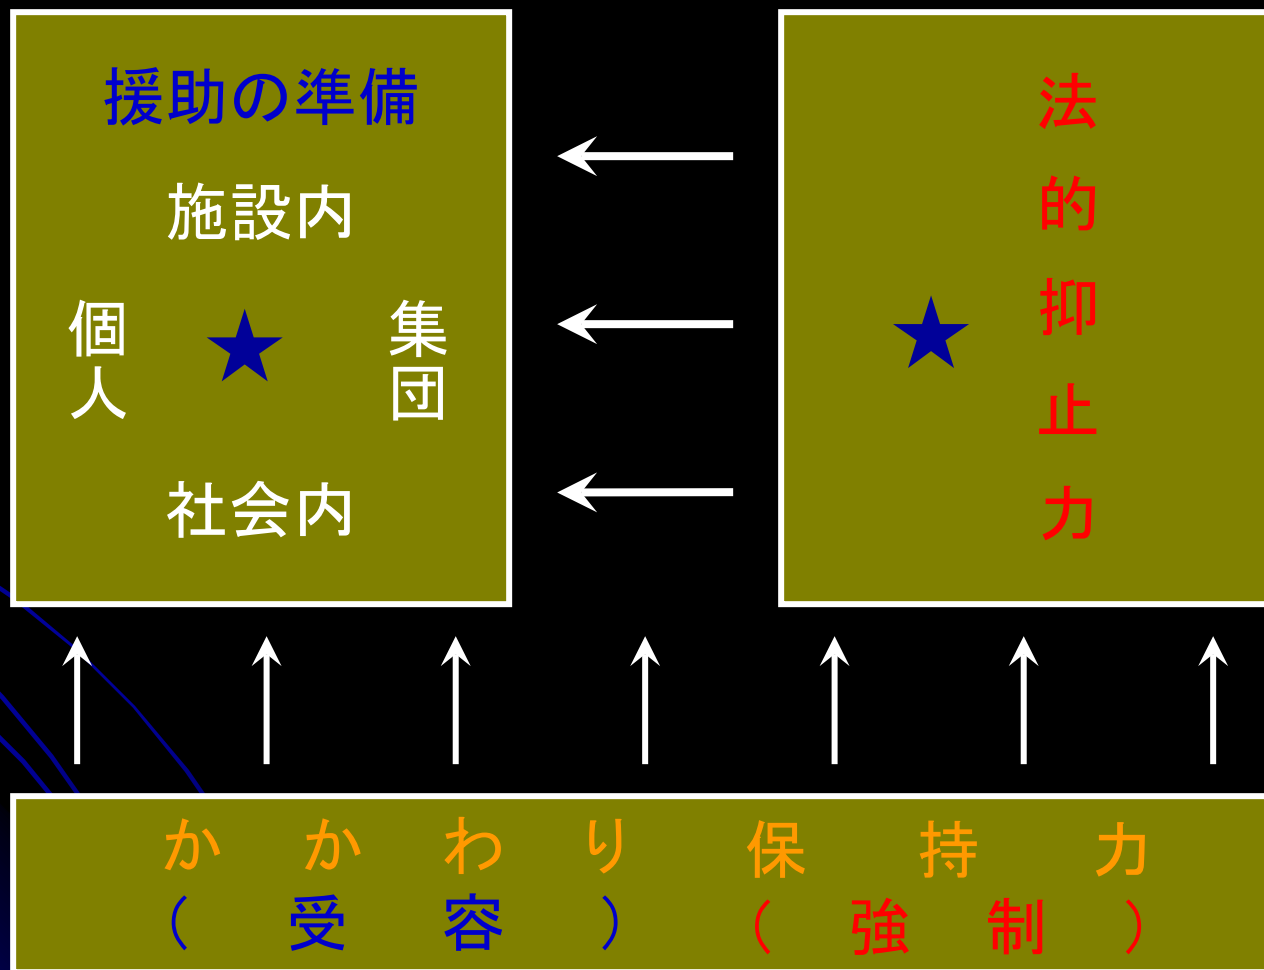 援助の準備
施設内
個人
集団
社会内
法的抑止力
かかわり保持力
（受容）（強制）